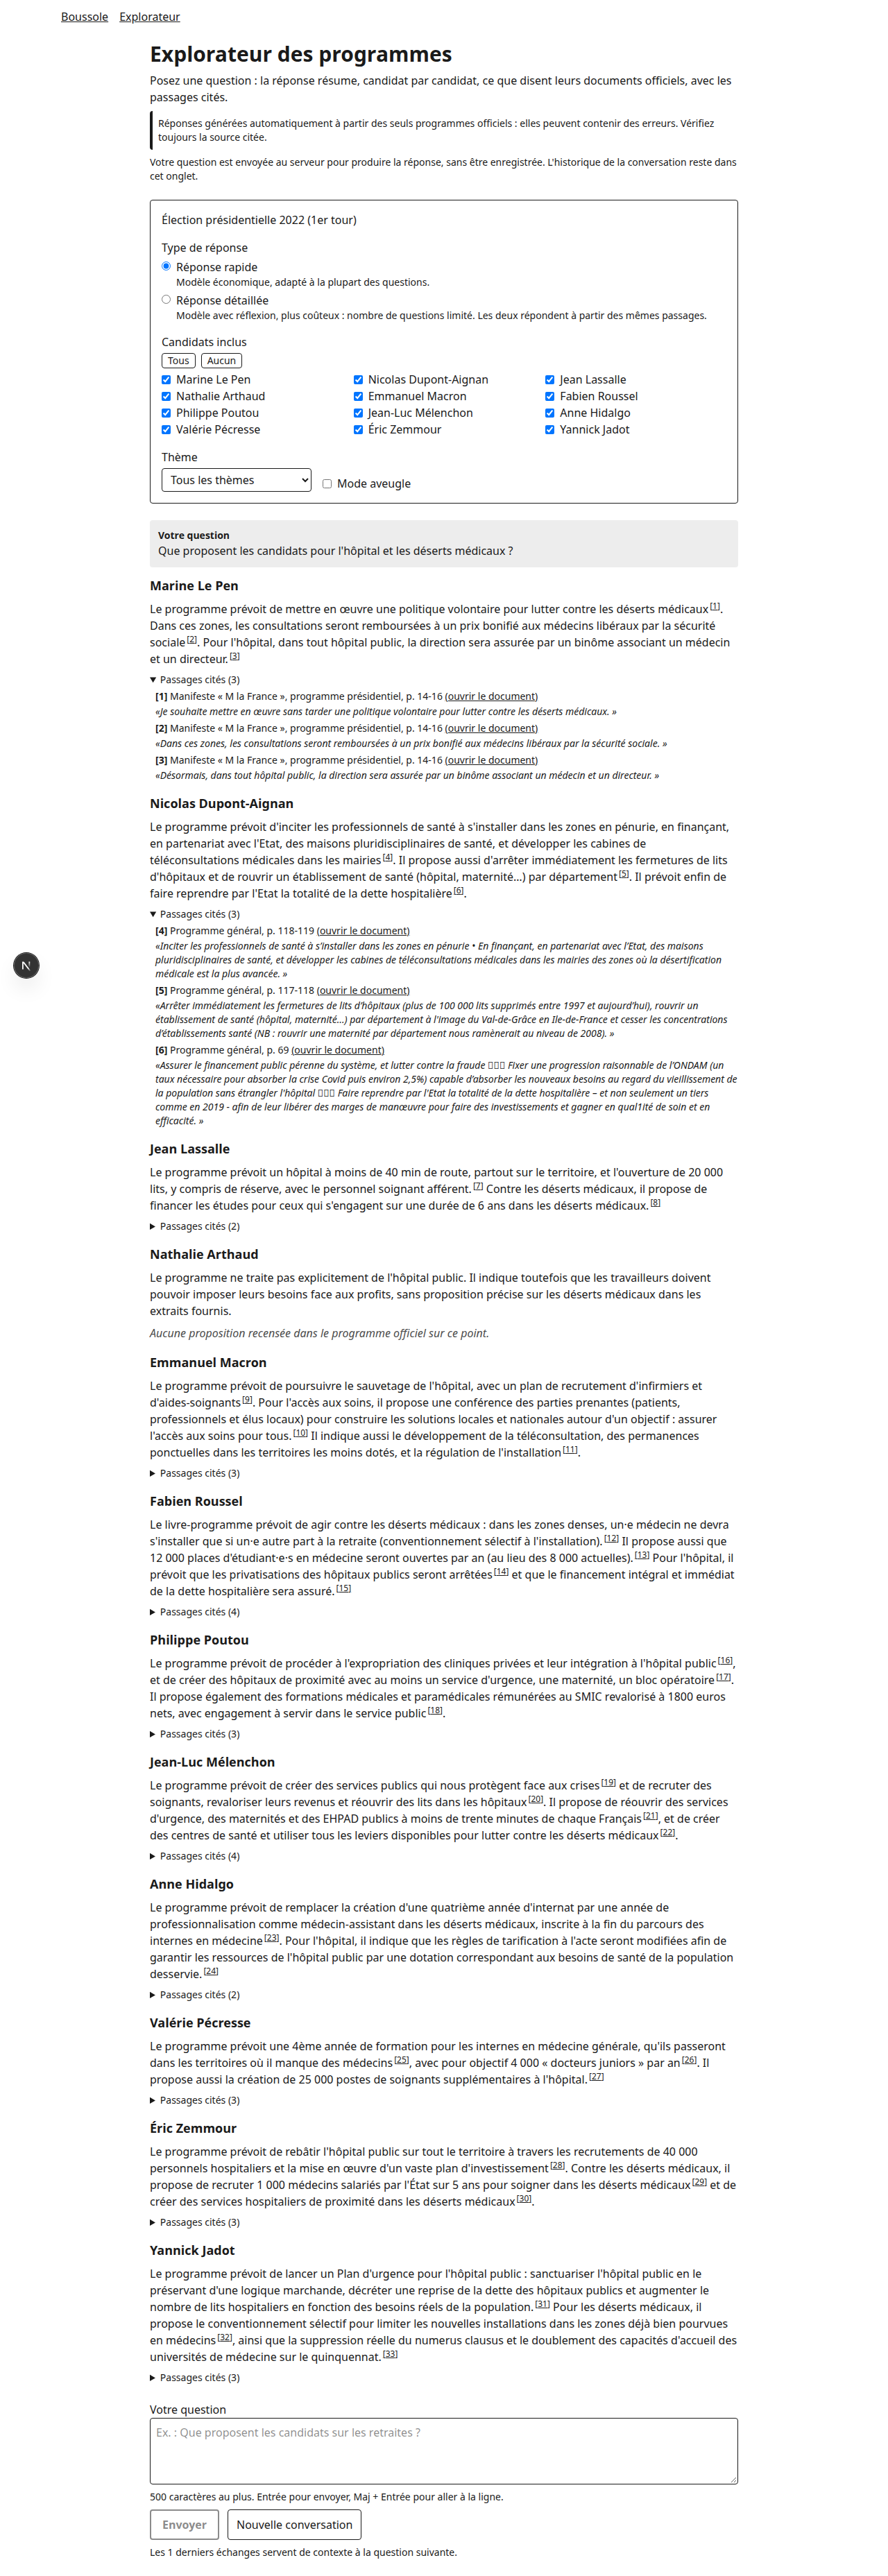 Boussole Explorateur
Explorateur des programmes
Posez une question : la réponse résume, candidat par candidat, ce que disent leurs documents officiels, avec les
passages cités.
Réponses générées automatiquement à partir des seuls programmes officiels : elles peuvent contenir des erreurs. Vérifiez
toujours la source citée.
Votre question est envoyée au serveur pour produire la réponse, sans être enregistrée. L'historique de la conversation reste dans
cet onglet.
Élection présidentielle 2022 (1er tour)
Type de réponse
Réponse rapide
Modèle économique, adapté à la plupart des questions.
Réponse détaillée
Modèle avec réflexion, plus coûteux : nombre de questions limité. Les deux répondent à partir des mêmes passages.
Candidats inclus
Tous Aucun
Marine Le Pen Nicolas Dupont-Aignan Jean Lassalle
Nathalie Arthaud Emmanuel Macron Fabien Roussel
Philippe Poutou Jean-Luc Mélenchon Anne Hidalgo
Valérie Pécresse Éric Zemmour Yannick Jadot
Thème
Tous les thèmes Mode aveugle
Votre question
Que proposent les candidats pour l'hôpital et les déserts médicaux ?
Marine Le Pen
Le programme prévoit de mettre en œuvre une politique volontaire pour lutter contre les déserts médicaux [1].
Dans ces zones, les consultations seront remboursées à un prix bonifié aux médecins libéraux par la sécurité
sociale [2]. Pour l'hôpital, dans tout hôpital public, la direction sera assurée par un binôme associant un médecin
et un directeur. [3]
▼ Passages cités (3)
[1] Manifeste « M la France », programme présidentiel, p. 14-16 (ouvrir le document)
«Je souhaite mettre en œuvre sans tarder une politique volontaire pour lutter contre les déserts médicaux. »
[2] Manifeste « M la France », programme présidentiel, p. 14-16 (ouvrir le document)
«Dans ces zones, les consultations seront remboursées à un prix bonifié aux médecins libéraux par la sécurité sociale. »
[3] Manifeste « M la France », programme présidentiel, p. 14-16 (ouvrir le document)
«Désormais, dans tout hôpital public, la direction sera assurée par un binôme associant un médecin et un directeur. »
Nicolas Dupont-Aignan
Le programme prévoit d'inciter les professionnels de santé à s'installer dans les zones en pénurie, en finançant,
en partenariat avec l'Etat, des maisons pluridisciplinaires de santé, et développer les cabines de
téléconsultations médicales dans les mairies [4]. Il propose aussi d'arrêter immédiatement les fermetures de lits
d'hôpitaux et de rouvrir un établissement de santé (hôpital, maternité...) par département [5]. Il prévoit enfin de
faire reprendre par l'Etat la totalité de la dette hospitalière [6].
▼ Passages cités (3)
[4] Programme général, p. 118-119 (ouvrir le document)
«Inciter les professionnels de santé à s'installer dans les zones en pénurie • En finançant, en partenariat avec l'Etat, des maisons
pluridisciplinaires de santé, et développer les cabines de téléconsultations médicales dans les mairies des zones où la désertification
médicale est la plus avancée. »
[5] Programme général, p. 117-118 (ouvrir le document)
«Arrêter immédiatement les fermetures de lits d'hôpitaux (plus de 100 000 lits supprimés entre 1997 et aujourd'hui), rouvrir un
établissement de santé (hôpital, maternité...) par département à l'image du Val-de-Grâce en Ile-de-France et cesser les concentrations
d'établissements santé (NB : rouvrir une maternité par département nous ramènerait au niveau de 2008). »
[6] Programme général, p. 69 (ouvrir le document)
«Assurer le financement public pérenne du système, et lutter contre la fraude Fixer une progression raisonnable de l'ONDAM (un
taux nécessaire pour absorber la crise Covid puis environ 2,5%) capable d'absorber les nouveaux besoins au regard du vieillissement de
la population sans étrangler l'hôpital Faire reprendre par l'Etat la totalité de la dette hospitalière – et non seulement un tiers
comme en 2019 - afin de leur libérer des marges de manœuvre pour faire des investissements et gagner en qual1ité de soin et en
efficacité. »
Jean Lassalle
Le programme prévoit un hôpital à moins de 40 min de route, partout sur le territoire, et l'ouverture de 20 000
lits, y compris de réserve, avec le personnel soignant afférent. [7] Contre les déserts médicaux, il propose de
financer les études pour ceux qui s'engagent sur une durée de 6 ans dans les déserts médicaux. [8]
▶ Passages cités (2)
Nathalie Arthaud
Le programme ne traite pas explicitement de l'hôpital public. Il indique toutefois que les travailleurs doivent
pouvoir imposer leurs besoins face aux profits, sans proposition précise sur les déserts médicaux dans les
extraits fournis.
Aucune proposition recensée dans le programme officiel sur ce point.
Emmanuel Macron
Le programme prévoit de poursuivre le sauvetage de l'hôpital, avec un plan de recrutement d'infirmiers et
d'aides-soignants [9]. Pour l'accès aux soins, il propose une conférence des parties prenantes (patients,
professionnels et élus locaux) pour construire les solutions locales et nationales autour d'un objectif : assurer
l'accès aux soins pour tous. [10] Il indique aussi le développement de la téléconsultation, des permanences
ponctuelles dans les territoires les moins dotés, et la régulation de l'installation [11].
▶ Passages cités (3)
Fabien Roussel
Le livre-programme prévoit d'agir contre les déserts médicaux : dans les zones denses, un·e médecin ne devra
s'installer que si un·e autre part à la retraite (conventionnement sélectif à l'installation). [12] Il propose aussi que
12 000 places d'étudiant·e·s en médecine seront ouvertes par an (au lieu des 8 000 actuelles). [13] Pour l'hôpital, il
prévoit que les privatisations des hôpitaux publics seront arrêtées [14] et que le financement intégral et immédiat
de la dette hospitalière sera assuré. [15]
▶ Passages cités (4)
Philippe Poutou
Le programme prévoit de procéder à l'expropriation des cliniques privées et leur intégration à l'hôpital public [16],
et de créer des hôpitaux de proximité avec au moins un service d'urgence, une maternité, un bloc opératoire [17].
Il propose également des formations médicales et paramédicales rémunérées au SMIC revalorisé à 1800 euros
nets, avec engagement à servir dans le service public [18].
▶ Passages cités (3)
Jean-Luc Mélenchon
Le programme prévoit de créer des services publics qui nous protègent face aux crises [19] et de recruter des
soignants, revaloriser leurs revenus et réouvrir des lits dans les hôpitaux [20]. Il propose de réouvrir des services
d'urgence, des maternités et des EHPAD publics à moins de trente minutes de chaque Français [21], et de créer
des centres de santé et utiliser tous les leviers disponibles pour lutter contre les déserts médicaux [22].
▶ Passages cités (4)
Anne Hidalgo
Le programme prévoit de remplacer la création d'une quatrième année d'internat par une année de
professionnalisation comme médecin-assistant dans les déserts médicaux, inscrite à la fin du parcours des
internes en médecine [23]. Pour l'hôpital, il indique que les règles de tarification à l'acte seront modifiées afin de
garantir les ressources de l'hôpital public par une dotation correspondant aux besoins de santé de la population
desservie. [24]
▶ Passages cités (2)
Valérie Pécresse
Le programme prévoit une 4ème année de formation pour les internes en médecine générale, qu'ils passeront
dans les territoires où il manque des médecins [25], avec pour objectif 4 000 « docteurs juniors » par an [26]. Il
propose aussi la création de 25 000 postes de soignants supplémentaires à l'hôpital. [27]
▶ Passages cités (3)
Éric Zemmour
Le programme prévoit de rebâtir l'hôpital public sur tout le territoire à travers les recrutements de 40 000
personnels hospitaliers et la mise en œuvre d'un vaste plan d'investissement [28]. Contre les déserts médicaux, il
propose de recruter 1 000 médecins salariés par l'État sur 5 ans pour soigner dans les déserts médicaux [29] et de
créer des services hospitaliers de proximité dans les déserts médicaux [30].
▶ Passages cités (3)
Yannick Jadot
Le programme prévoit de lancer un Plan d'urgence pour l'hôpital public : sanctuariser l'hôpital public en le
préservant d'une logique marchande, décréter une reprise de la dette des hôpitaux publics et augmenter le
nombre de lits hospitaliers en fonction des besoins réels de la population. [31] Pour les déserts médicaux, il
propose le conventionnement sélectif pour limiter les nouvelles installations dans les zones déjà bien pourvues
en médecins [32], ainsi que la suppression réelle du numerus clausus et le doublement des capacités d'accueil des
universités de médecine sur le quinquennat. [33]
▶ Passages cités (3)
Votre question
Ex. : Que proposent les candidats sur les retraites ?
500 caractères au plus. Entrée pour envoyer, Maj + Entrée pour aller à la ligne.
Envoyer Nouvelle conversation
Les 1 derniers échanges servent de contexte à la question suivante.